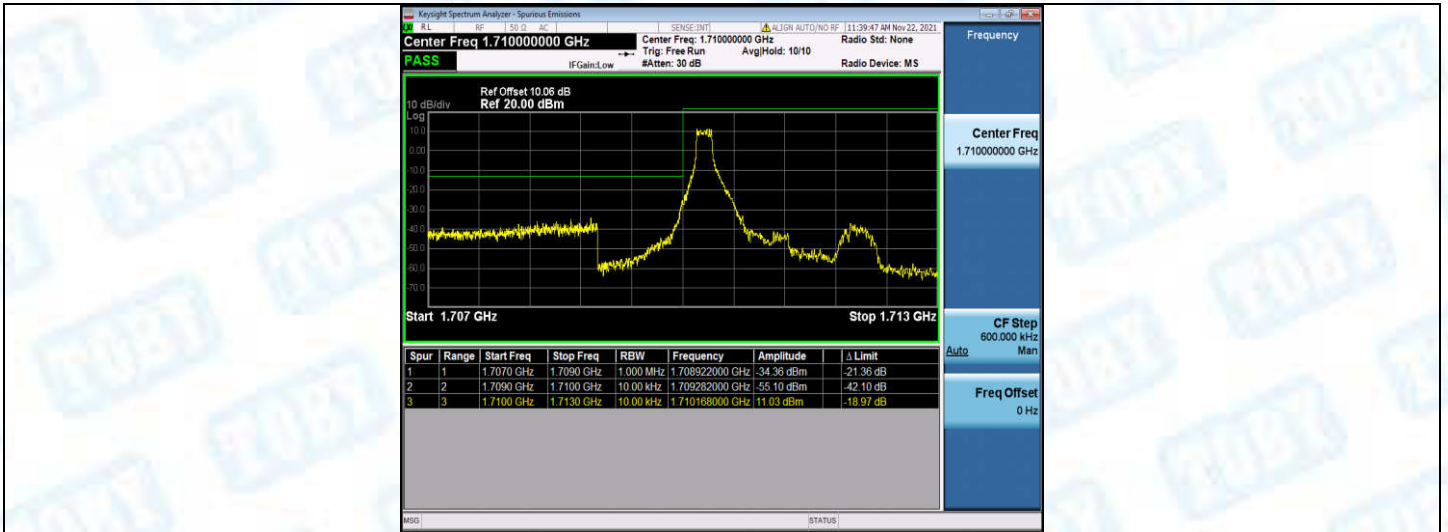 Keysight Spectrum Analyzer - Spurious Emissions
RL RF 50 Ω AC SENSE:INT ALIGN AUTO/NO RF 11:39:47 AM Nov 22, 2021
Center Freq 1.710000000 GHz
Center Freq: 1.710000000 GHz Radio Std: None
Trig: Free Run Avg|Hold: 10/10
PASS IFGain:Low #Atten: 30 dB Radio Device: MS
Frequency
Ref Offset 10.06 dB
10 dB/div Ref 20.00 dBm
Log
10.0
0.00
-10.0
-20.0
-30.0
-40.0
-50.0
-60.0
-70.0
Start 1.707 GHz Stop 1.713 GHz
Spur Range Start Freq Stop Freq RBW Frequency Amplitude Δ Limit
1 1 1.7070 GHz 1.7090 GHz 1.000 MHz 1.708922000 GHz -34.36 dBm -21.36 dB
2 2 1.7090 GHz 1.7100 GHz 10.00 kHz 1.709282000 GHz -55.10 dBm -42.10 dB
3 3 1.7100 GHz 1.7130 GHz 10.00 kHz 1.710168000 GHz 11.03 dBm -18.97 dB
Center Freq
1.710000000 GHz
CF Step
600.000 kHz
Auto Man
Freq Offset
0 Hz
MSG STATUS